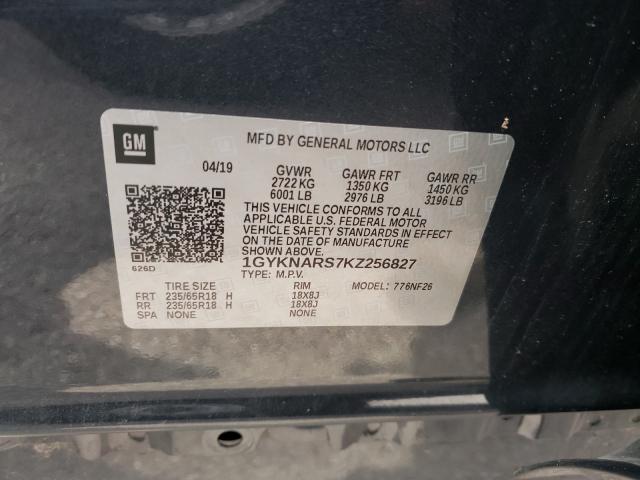 GM
MFD BY GENERAL MOTORS LLC
04/19 GVWR GAWR FRT GAWR RR
2722 KG 1350 KG 1450 KG
6001 LB 2976 LB 3196 LB
THIS VEHICLE CONFORMS TO ALL
APPLICABLE U.S. FEDERAL MOTOR
VEHICLE SAFETY STANDARDS IN EFFECT
ON THE DATE OF MANUFACTURE
SHOWN ABOVE.
626D 1GYKNARS7KZ256827
TYPE: M.P.V. MODEL: 776NF26
TIRE SIZE RIM
FRT 235/65R18 H 18X8J
RR 235/65R18 H 18X8J
SPA NONE NONE